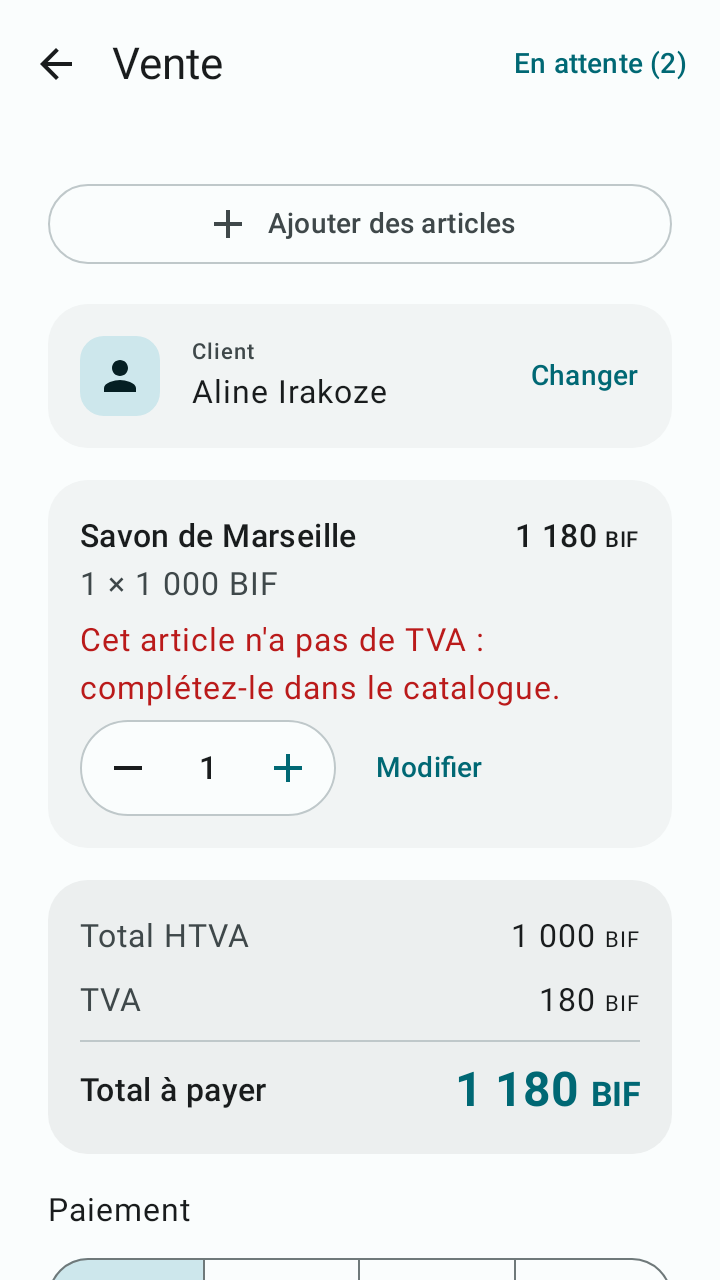 Vente
En attente (2)
Ajouter des articles
Client
Aline Irakoze
Changer
Savon de Marseille
1 180 BIF
1 × 1 000 BIF
Cet article n'a pas de TVA :
complétez-le dans le catalogue.
1
Modifier
Total HTVA
1 000 BIF
TVA
180 BIF
Total à payer
1 180 BIF
Paiement